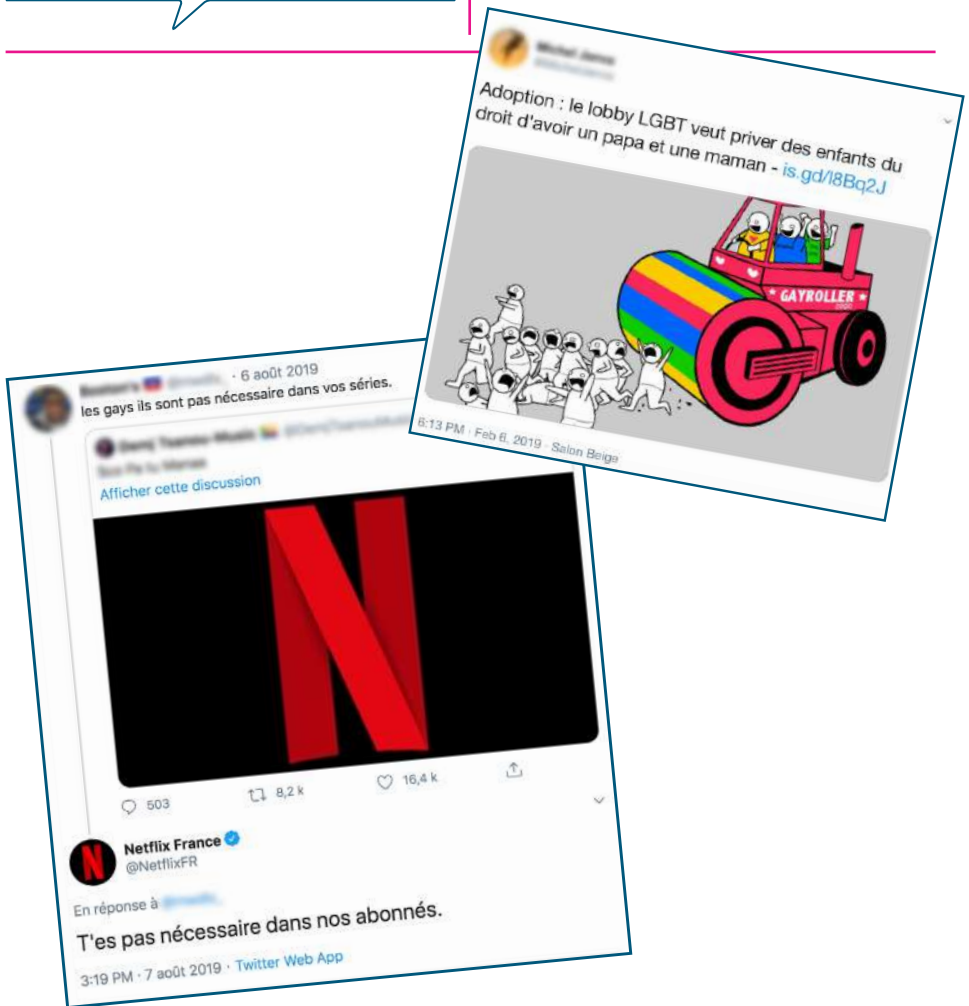 Adoption : le lobby LGBT veut priver des enfants du
droit d'avoir un papa et une maman - is.gd/l8Bq2J
★ GAYROLLER ★
6:13 PM · Feb 6, 2019 · Salon Beige
· 6 août 2019
les gays ils sont pas nécessaire dans vos séries.
Afficher cette discussion
N
503
8,2 k
16,4 k
N
Netflix France
@NetflixFR
En réponse à
T'es pas nécessaire dans nos abonnés.
3:19 PM · 7 août 2019 · Twitter Web App